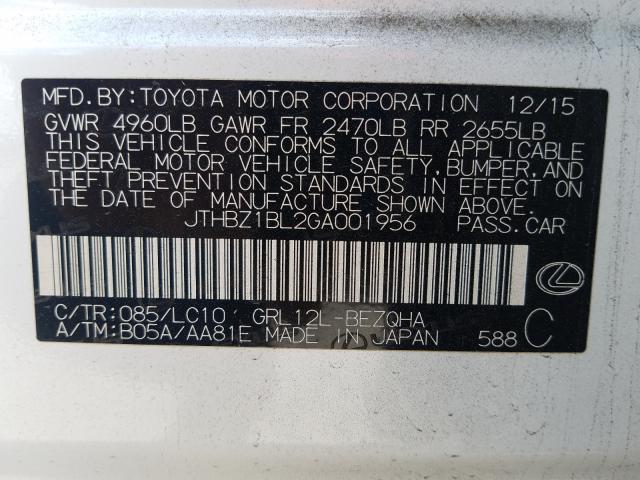 MFD. BY: TOYOTA MOTOR CORPORATION 12/15
GVWR 4960LB GAWR FR 2470LB RR 2655LB
THIS VEHICLE CONFORMS TO ALL APPLICABLE
FEDERAL MOTOR VEHICLE SAFETY, BUMPER, AND
THEFT PREVENTION STANDARDS IN EFFECT ON
THE DATE OF MANUFACTURE SHOWN ABOVE.
JTHBZ1BL2GA001956 PASS. CAR
C/TR: 085/LC10 GRL12L-BEZQHA
A/TM: B05A/AA81E MADE IN JAPAN 588 C